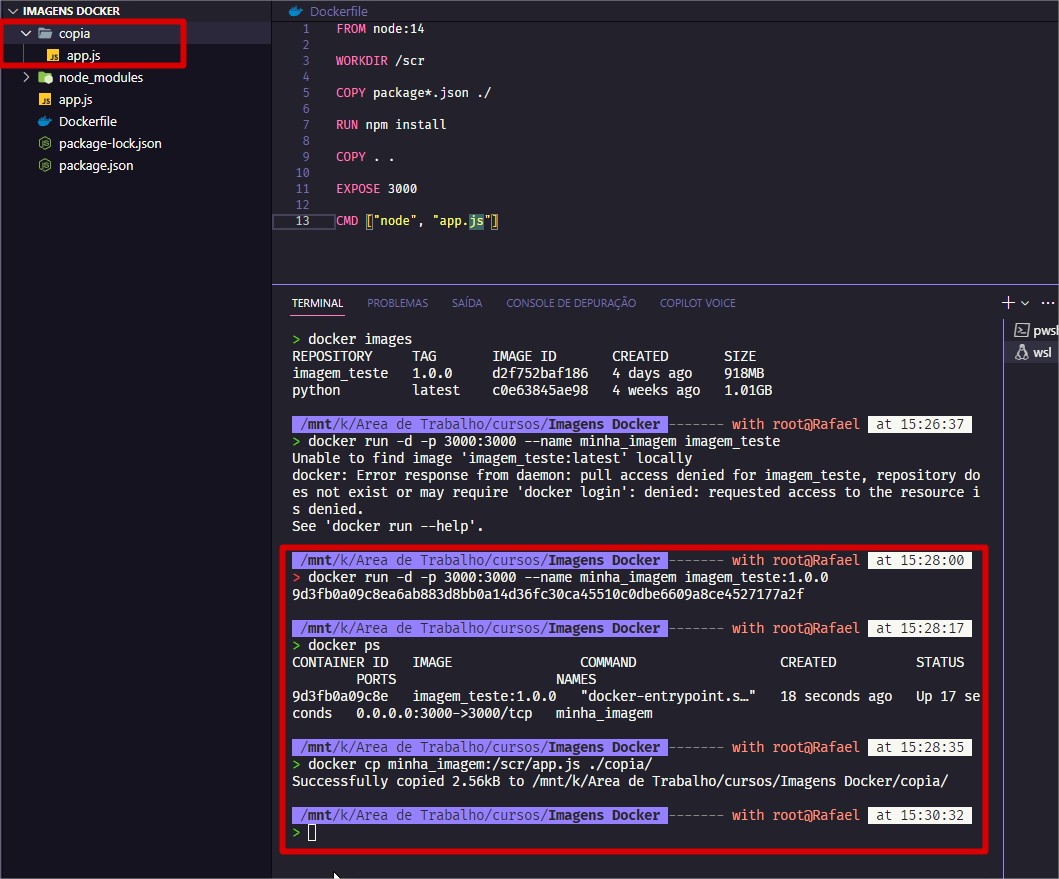 IMAGENS DOCKER
copia
app.js
node_modules
app.js
Dockerfile
package-lock.json
package.json
Dockerfile
1 FROM node:14
2
3 WORKDIR /scr
4
5 COPY package*.json ./
6
7 RUN npm install
8
9 COPY . .
10
11 EXPOSE 3000
12
13 CMD ["node", "app.js"]
TERMINAL PROBLEMAS SAÍDA CONSOLE DE DEPURAÇÃO COPILOT VOICE
pwsl
wsl
> docker images
REPOSITORY TAG IMAGE ID CREATED SIZE
imagem_teste 1.0.0 d2f752baf186 4 days ago 918MB
python latest c0e63845ae98 4 weeks ago 1.01GB
/mnt/k/Area de Trabalho/cursos/Imagens Docker ------- with root@Rafael at 15:26:37
> docker run -d -p 3000:3000 --name minha_imagem imagem_teste
Unable to find image 'imagem_teste:latest' locally
docker: Error response from daemon: pull access denied for imagem_teste, repository do
es not exist or may require 'docker login': denied: requested access to the resource i
s denied.
See 'docker run --help'.
/mnt/k/Area de Trabalho/cursos/Imagens Docker ------- with root@Rafael at 15:28:00
> docker run -d -p 3000:3000 --name minha_imagem imagem_teste:1.0.0
9d3fb0a09c8ea6ab883d8bb0a14d36fc30ca45510c0dbe6609a8ce4527177a2f
/mnt/k/Area de Trabalho/cursos/Imagens Docker ------- with root@Rafael at 15:28:17
> docker ps
CONTAINER ID IMAGE COMMAND CREATED STATUS
PORTS NAMES
9d3fb0a09c8e imagem_teste:1.0.0 "docker-entrypoint.s…" 18 seconds ago Up 17 se
conds 0.0.0.0:3000->3000/tcp minha_imagem
/mnt/k/Area de Trabalho/cursos/Imagens Docker ------- with root@Rafael at 15:28:35
> docker cp minha_imagem:/scr/app.js ./copia/
Successfully copied 2.56kB to /mnt/k/Area de Trabalho/cursos/Imagens Docker/copia/
/mnt/k/Area de Trabalho/cursos/Imagens Docker ------- with root@Rafael at 15:30:32
>